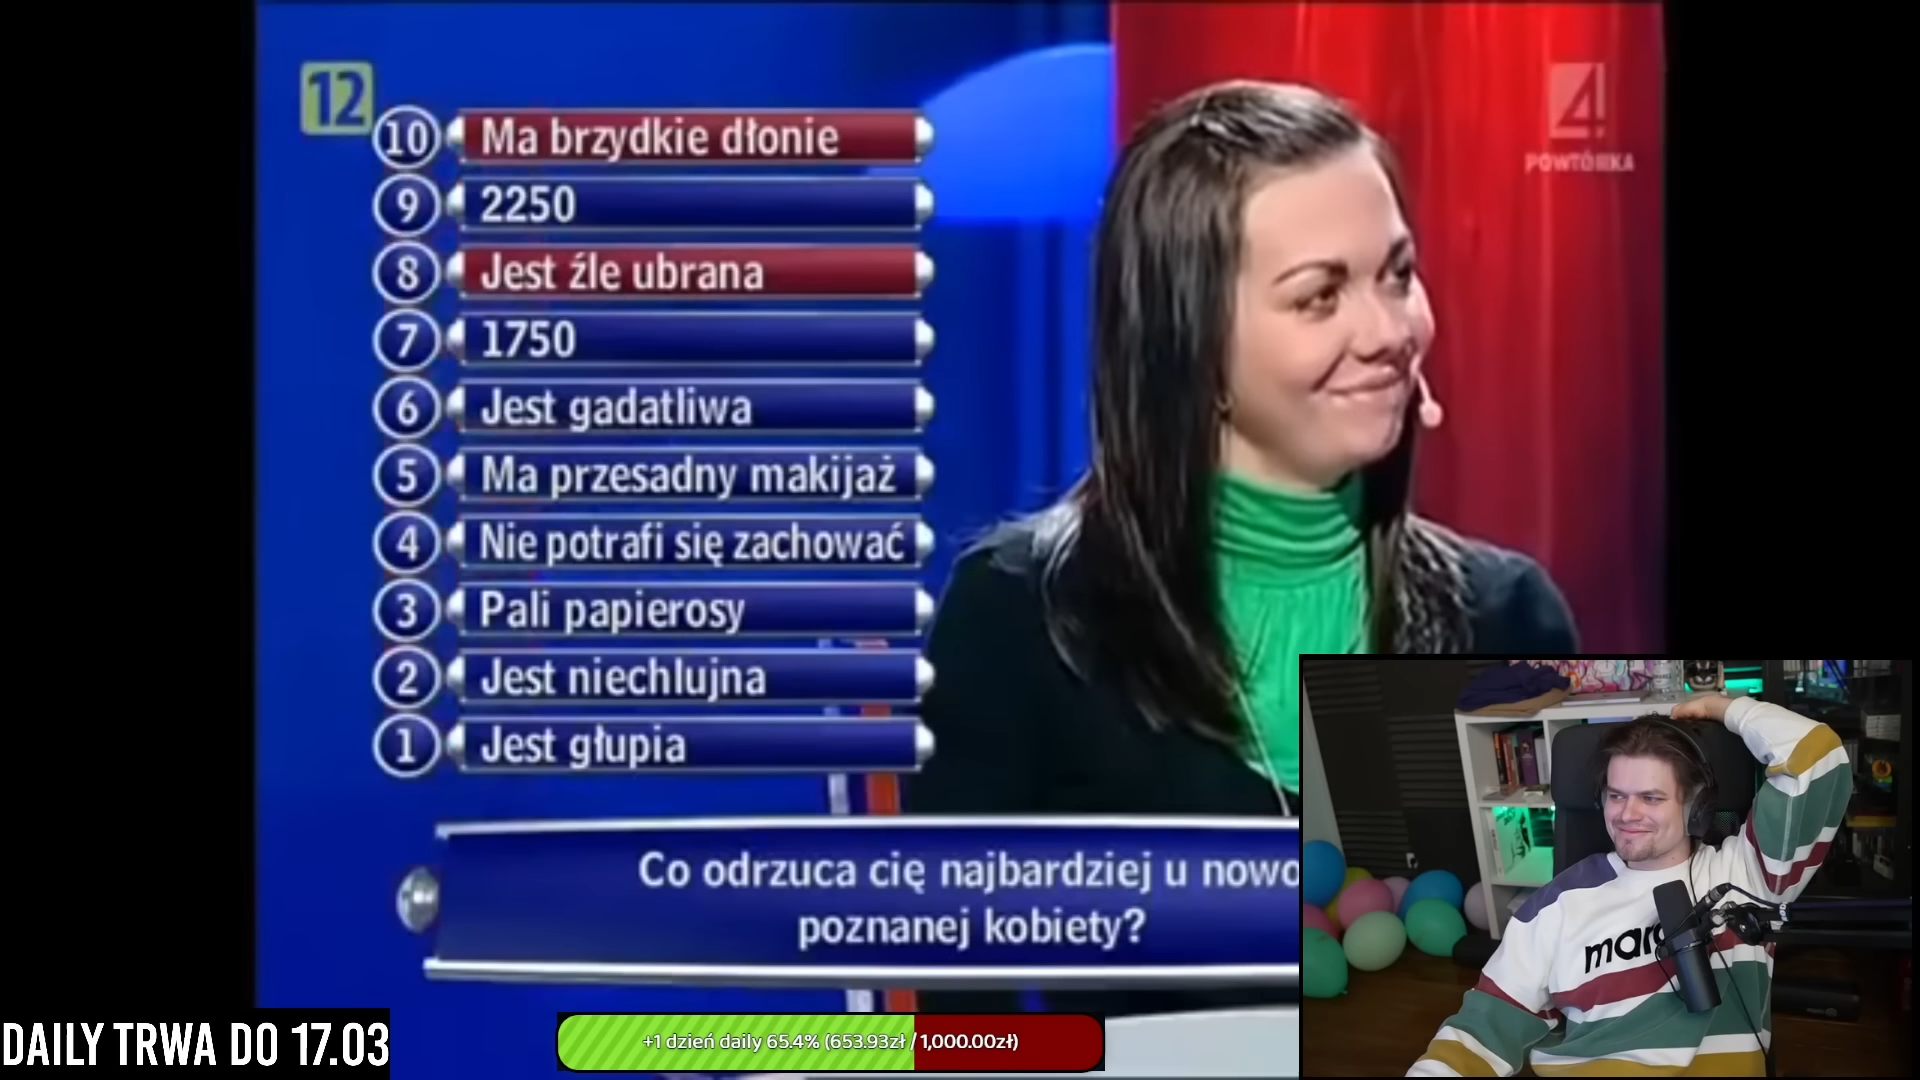 12
4!
POWTÓRKA
10 Ma brzydkie dłonie
9 2250
8 Jest źle ubrana
7 1750
6 Jest gadatliwa
5 Ma przesadny makijaż
4 Nie potrafi się zachować
3 Pali papierosy
2 Jest niechlujna
1 Jest głupia
Co odrzuca cię najbardziej u nowo
poznanej kobiety?
mar
DAILY TRWA DO 17.03
+1 dzień daily 65.4% (653.93zł / 1,000.00zł)